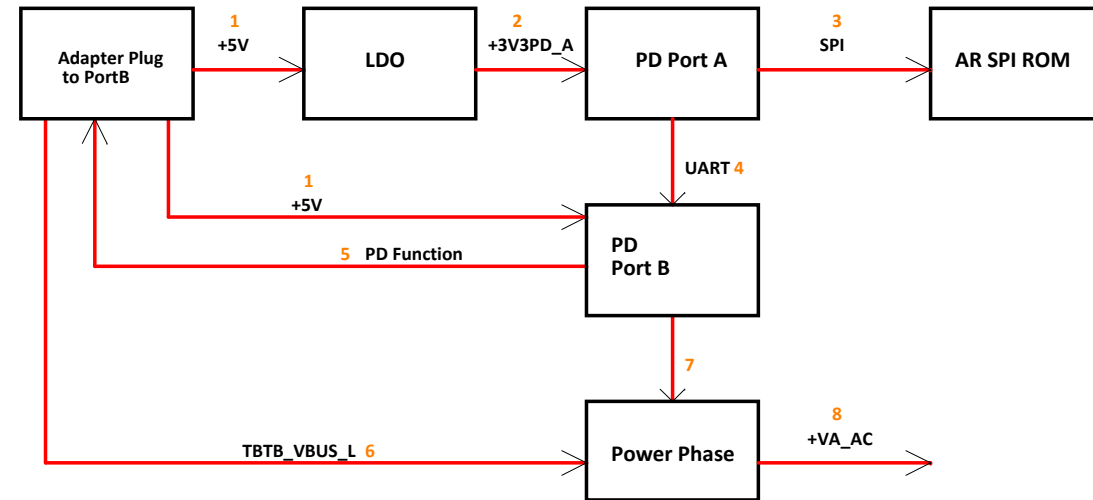 1
+5V
2
+3V3PD_A
3
SPI
Adapter Plug
to PortB
LDO
PD Port A
AR SPI ROM
UART 4
1
+5V
5 PD Function
PD
Port B
7
TBTB_VBUS_L 6
Power Phase
8
+VA_AC